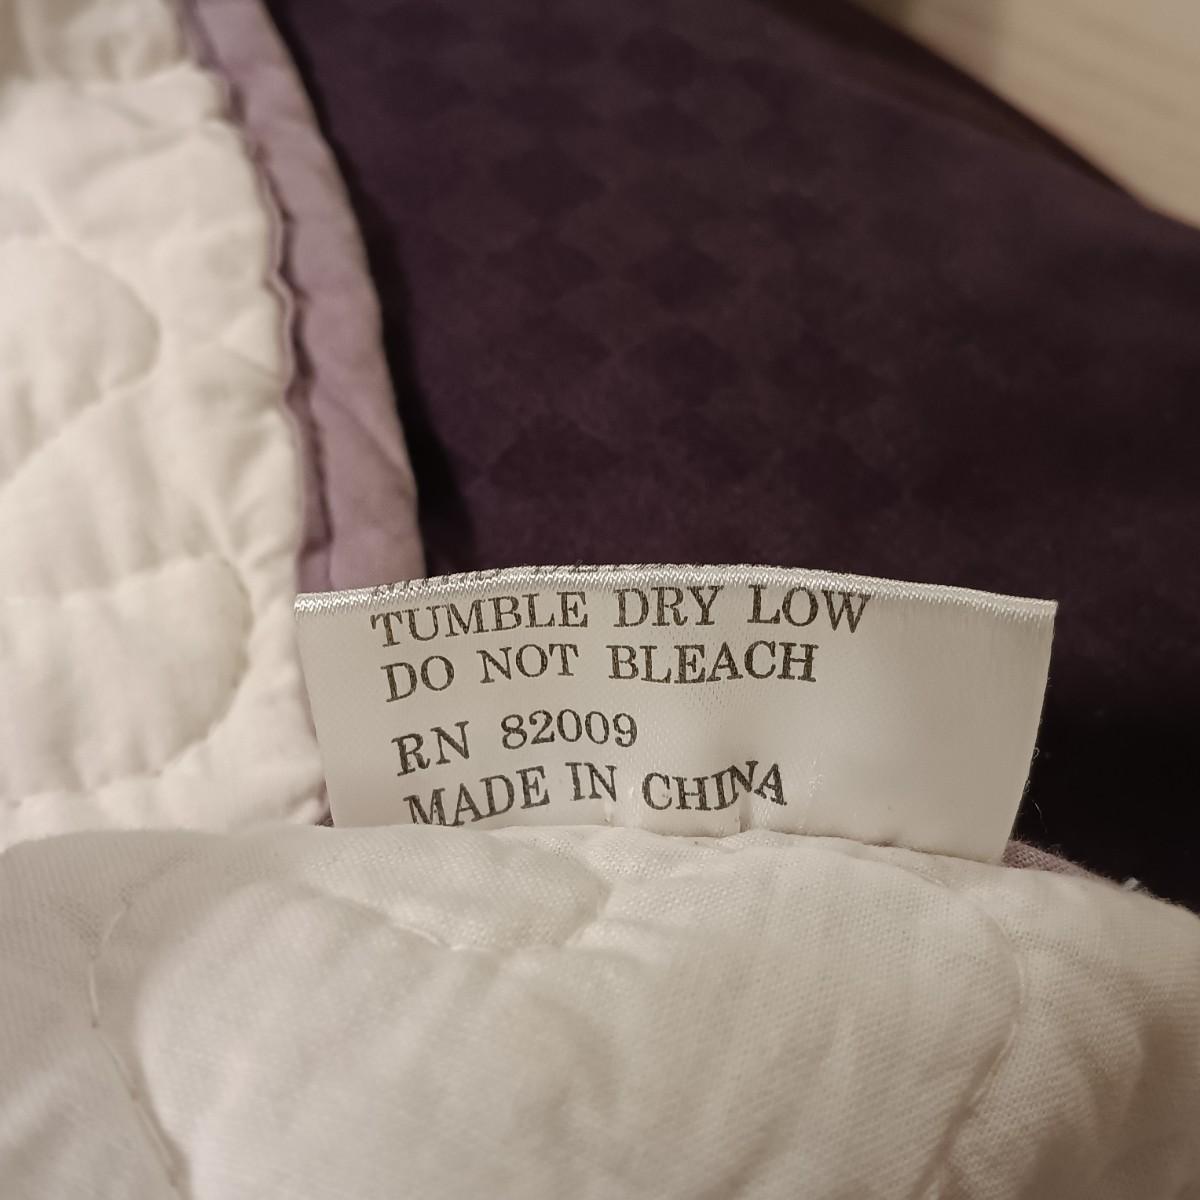 TUMBLE DRY LOW
DO NOT BLEACH
RN 82009
MADE IN CHINA